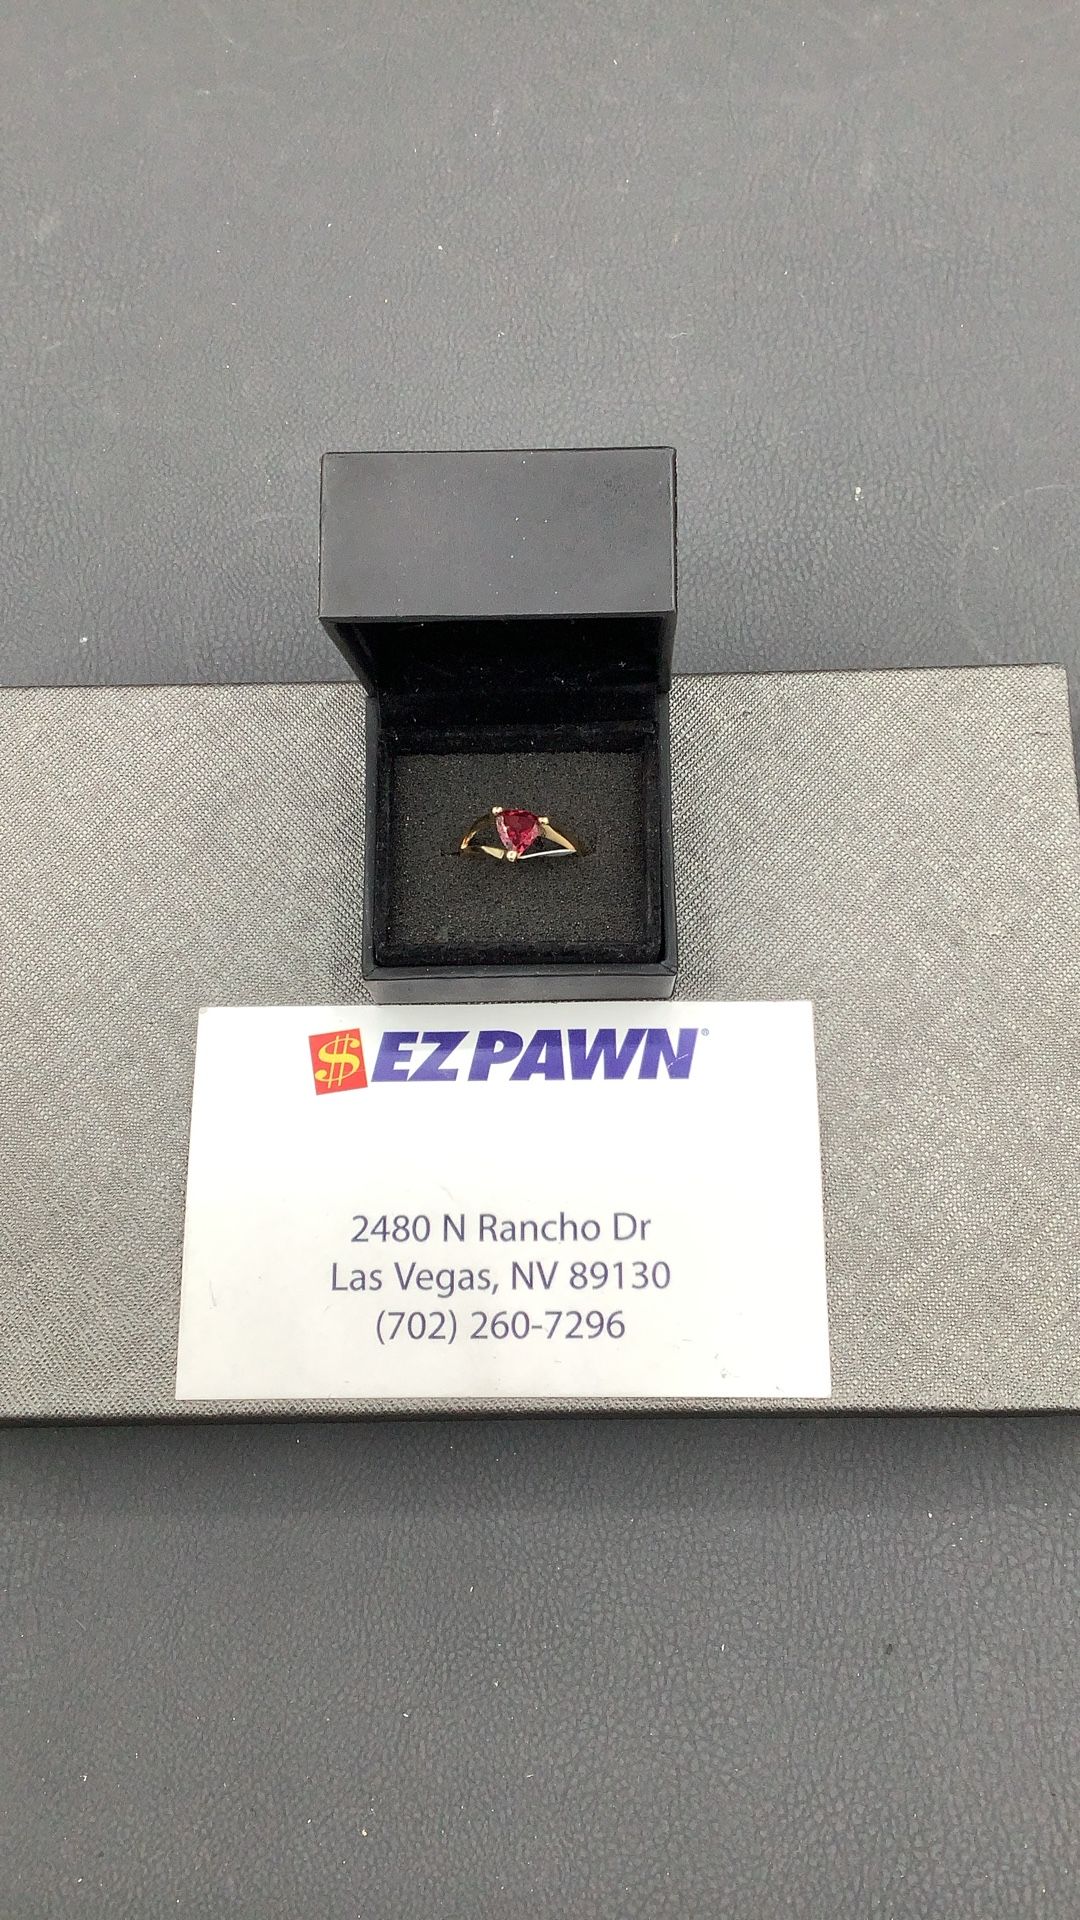 $ EZPAWN®
2480 N Rancho Dr
Las Vegas, NV 89130
(702) 260-7296